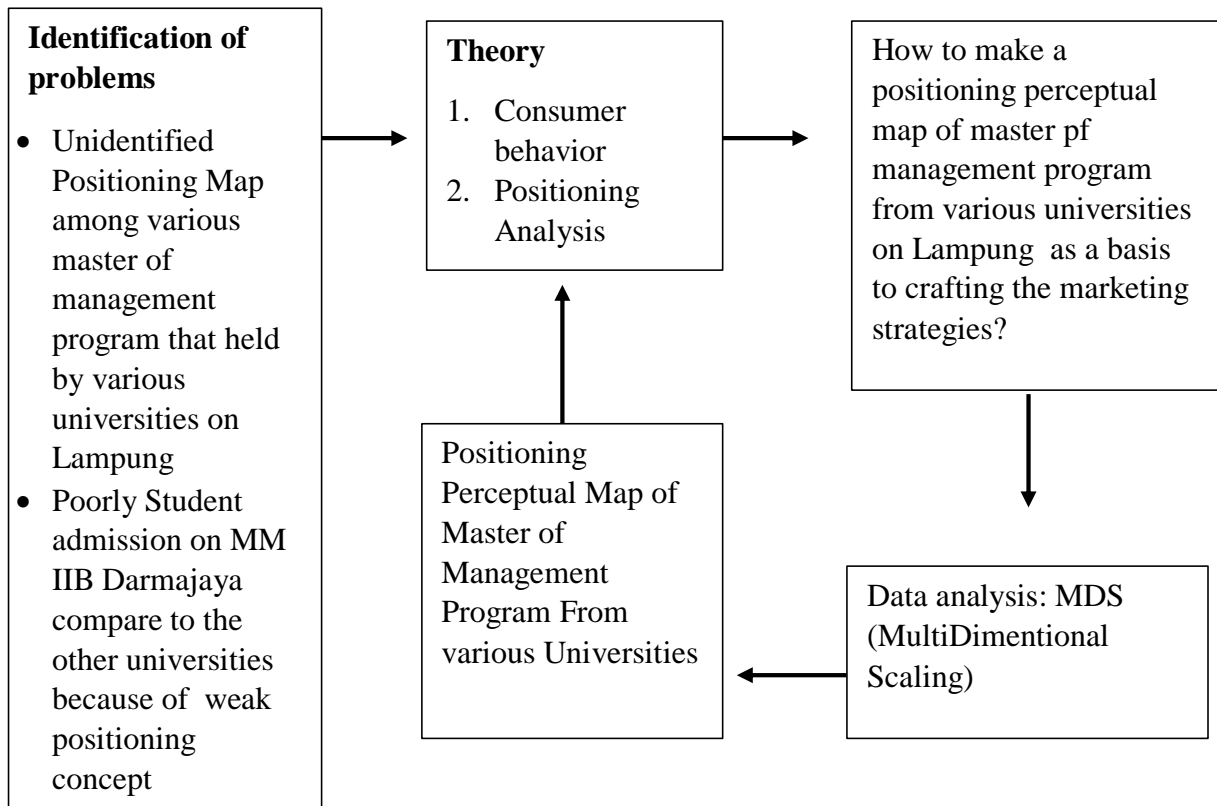 Identification of
problems
• Unidentified
Positioning Map
among various
master of
management
program that held
by various
universities on
Lampung
• Poorly Student
admission on MM
IIB Darmajaya
compare to the
other universities
because of weak
positioning
concept
Theory
1. Consumer
behavior
2. Positioning
Analysis
How to make a
positioning perceptual
map of master pf
management program
from various universities
on Lampung as a basis
to crafting the marketing
strategies?
Data analysis: MDS
(MultiDimentional
Scaling)
Positioning
Perceptual Map of
Master of
Management
Program From
various Universities